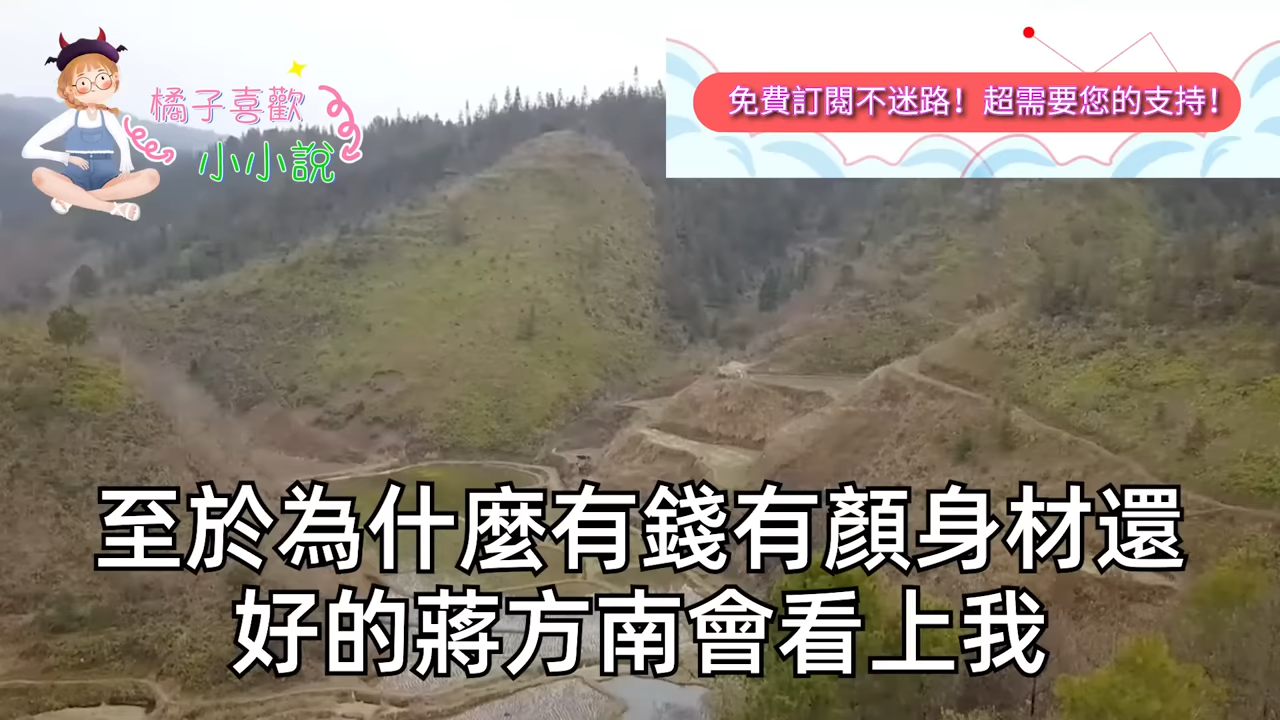 橘子喜歡
小小說
免費訂閱不迷路！超需要您的支持！
至於為什麼有錢有顏身材還
好的蔣方南會看上我